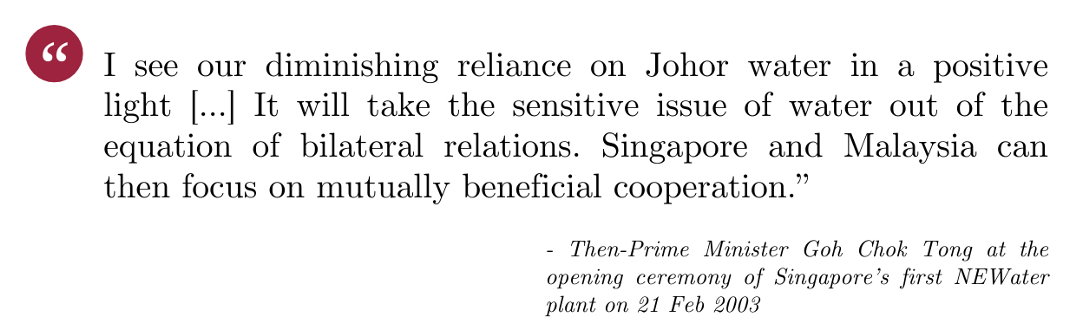 “
I see our diminishing reliance on Johor water in a positive
light [...] It will take the sensitive issue of water out of the
equation of bilateral relations. Singapore and Malaysia can
then focus on mutually beneficial cooperation.”
- Then-Prime Minister Goh Chok Tong at the
opening ceremony of Singapore’s first NEWater
plant on 21 Feb 2003